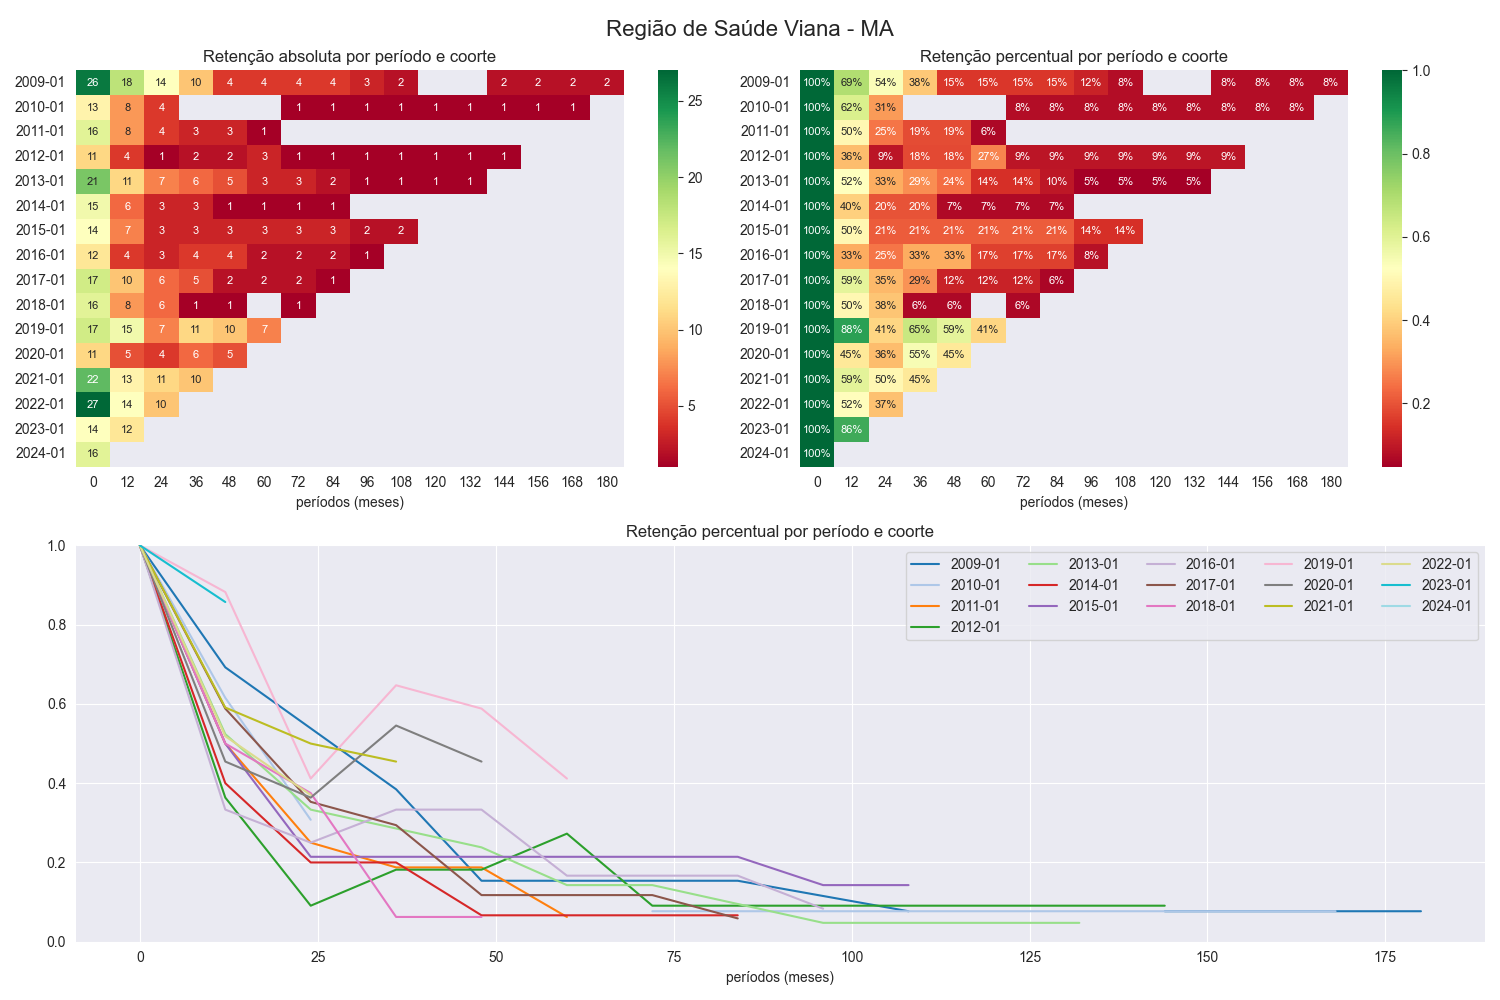 Região de Saúde Viana - MA
Retenção absoluta por período e coorte
2009-01 26 18 14 10 4 4 4 4 3 2 2 2 2 2
2010-01 13 8 4 1 1 1 1 1 1 1 1 1
2011-01 16 8 4 3 3 1
2012-01 11 4 1 2 2 3 1 1 1 1 1 1 1
2013-01 21 11 7 6 5 3 3 2 1 1 1 1
2014-01 15 6 3 3 1 1 1 1
2015-01 14 7 3 3 3 3 3 3 2 2
2016-01 12 4 3 4 4 2 2 2 1
2017-01 17 10 6 5 2 2 2 1
2018-01 16 8 6 1 1 1
2019-01 17 15 7 11 10 7
2020-01 11 5 4 6 5
2021-01 22 13 11 10
2022-01 27 14 10
2023-01 14 12
2024-01 16
0 12 24 36 48 60 72 84 96 108 120 132 144 156 168 180
períodos (meses)
25
20
15
10
5
Retenção percentual por período e coorte
2009-01 100% 69% 54% 38% 15% 15% 15% 15% 12% 8% 8% 8% 8% 8%
2010-01 100% 62% 31% 8% 8% 8% 8% 8% 8% 8% 8% 8%
2011-01 100% 50% 25% 19% 19% 6%
2012-01 100% 36% 9% 18% 18% 27% 9% 9% 9% 9% 9% 9% 9%
2013-01 100% 52% 33% 29% 24% 14% 14% 10% 5% 5% 5% 5%
2014-01 100% 40% 20% 20% 7% 7% 7% 7%
2015-01 100% 50% 21% 21% 21% 21% 21% 21% 14% 14%
2016-01 100% 33% 25% 33% 33% 17% 17% 17% 8%
2017-01 100% 59% 35% 29% 12% 12% 12% 6%
2018-01 100% 50% 38% 6% 6% 6%
2019-01 100% 88% 41% 65% 59% 41%
2020-01 100% 45% 36% 55% 45%
2021-01 100% 59% 50% 45%
2022-01 100% 52% 37%
2023-01 100% 86%
2024-01 100%
0 12 24 36 48 60 72 84 96 108 120 132 144 156 168 180
períodos (meses)
1.0
0.8
0.6
0.4
0.2
Retenção percentual por período e coorte
1.0
0.8
0.6
0.4
0.2
0.0
2009-01 2013-01 2016-01 2019-01 2022-01
2010-01 2014-01 2017-01 2020-01 2023-01
2011-01 2015-01 2018-01 2021-01 2024-01
2012-01
0 25 50 75 100 125 150 175
períodos (meses)